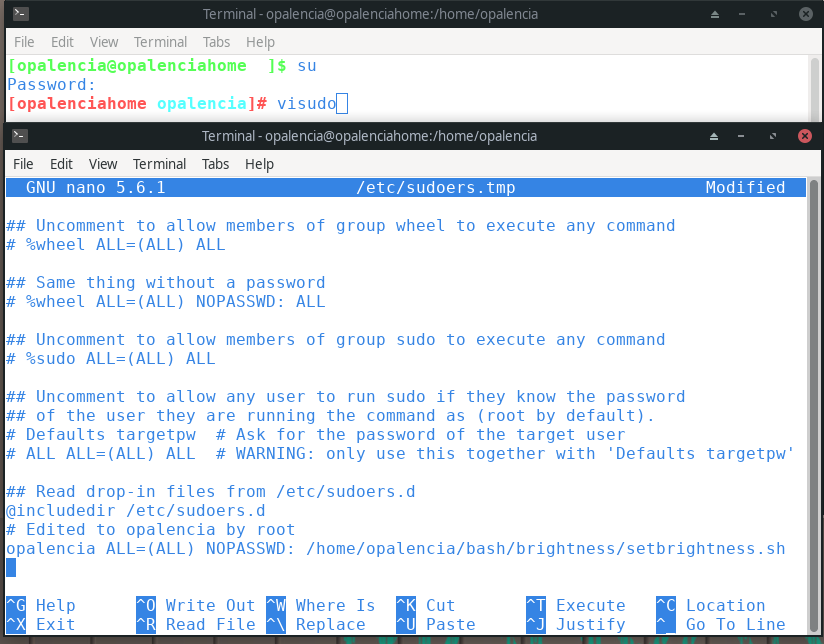 Terminal - opalencia@opalenciahome:/home/opalencia
File Edit View Terminal Tabs Help
[opalencia@opalenciahome ]$ su
Password:
[opalenciahome opalencia]# visudo
Terminal - opalencia@opalenciahome:/home/opalencia
File Edit View Terminal Tabs Help
GNU nano 5.6.1 /etc/sudoers.tmp Modified
## Uncomment to allow members of group wheel to execute any command
# %wheel ALL=(ALL) ALL
## Same thing without a password
# %wheel ALL=(ALL) NOPASSWD: ALL
## Uncomment to allow members of group sudo to execute any command
# %sudo ALL=(ALL) ALL
## Uncomment to allow any user to run sudo if they know the password
## of the user they are running the command as (root by default).
# Defaults targetpw # Ask for the password of the target user
# ALL ALL=(ALL) ALL # WARNING: only use this together with 'Defaults targetpw'
## Read drop-in files from /etc/sudoers.d
@includedir /etc/sudoers.d
# Edited to opalencia by root
opalencia ALL=(ALL) NOPASSWD: /home/opalencia/bash/brightness/setbrightness.sh
^G Help ^O Write Out ^W Where Is ^K Cut ^T Execute ^C Location
^X Exit ^R Read File ^\ Replace ^U Paste ^J Justify ^_ Go To Line